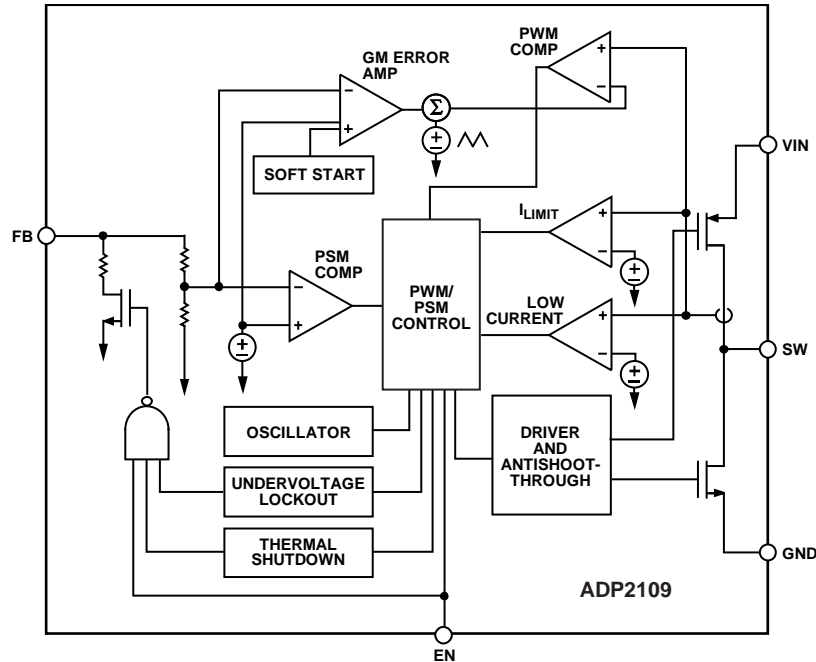 PWM
COMP
GM ERROR
AMP
Σ
SOFT START
VIN
FB
I_LIMIT
PSM
COMP
PWM/
PSM
CONTROL
LOW
CURRENT
SW
OSCILLATOR
DRIVER
AND
ANTISHOOT-
THROUGH
UNDERVOLTAGE
LOCKOUT
THERMAL
SHUTDOWN
GND
ADP2109
EN